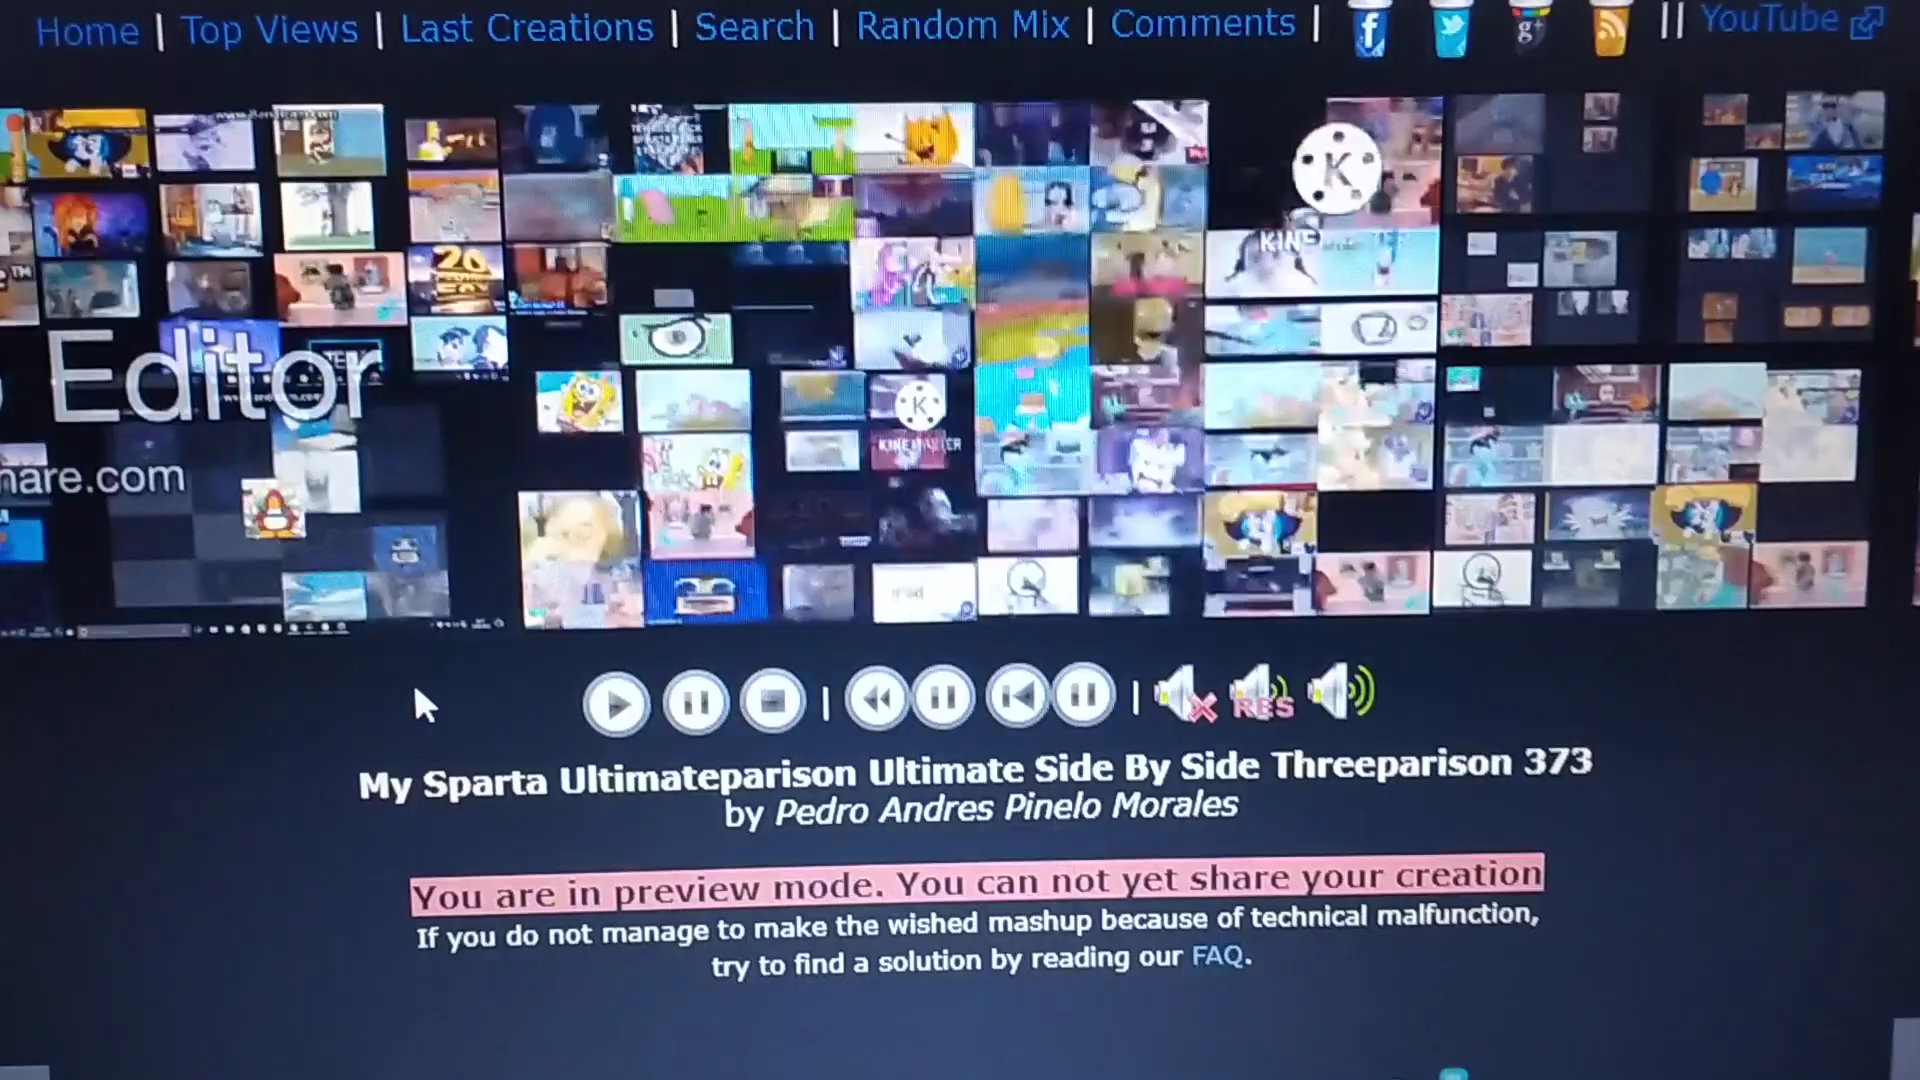 Home | Top Views | Last Creations | Search | Random Mix | Comments | || YouTube
Editor
hare.com
20
K
KINE
K
KINEMASTER
RES
My Sparta Ultimateparison Ultimate Side By Side Threeparison 373
by Pedro Andres Pinelo Morales
You are in preview mode. You can not yet share your creation
If you do not manage to make the wished mashup because of technical malfunction,
try to find a solution by reading our FAQ.